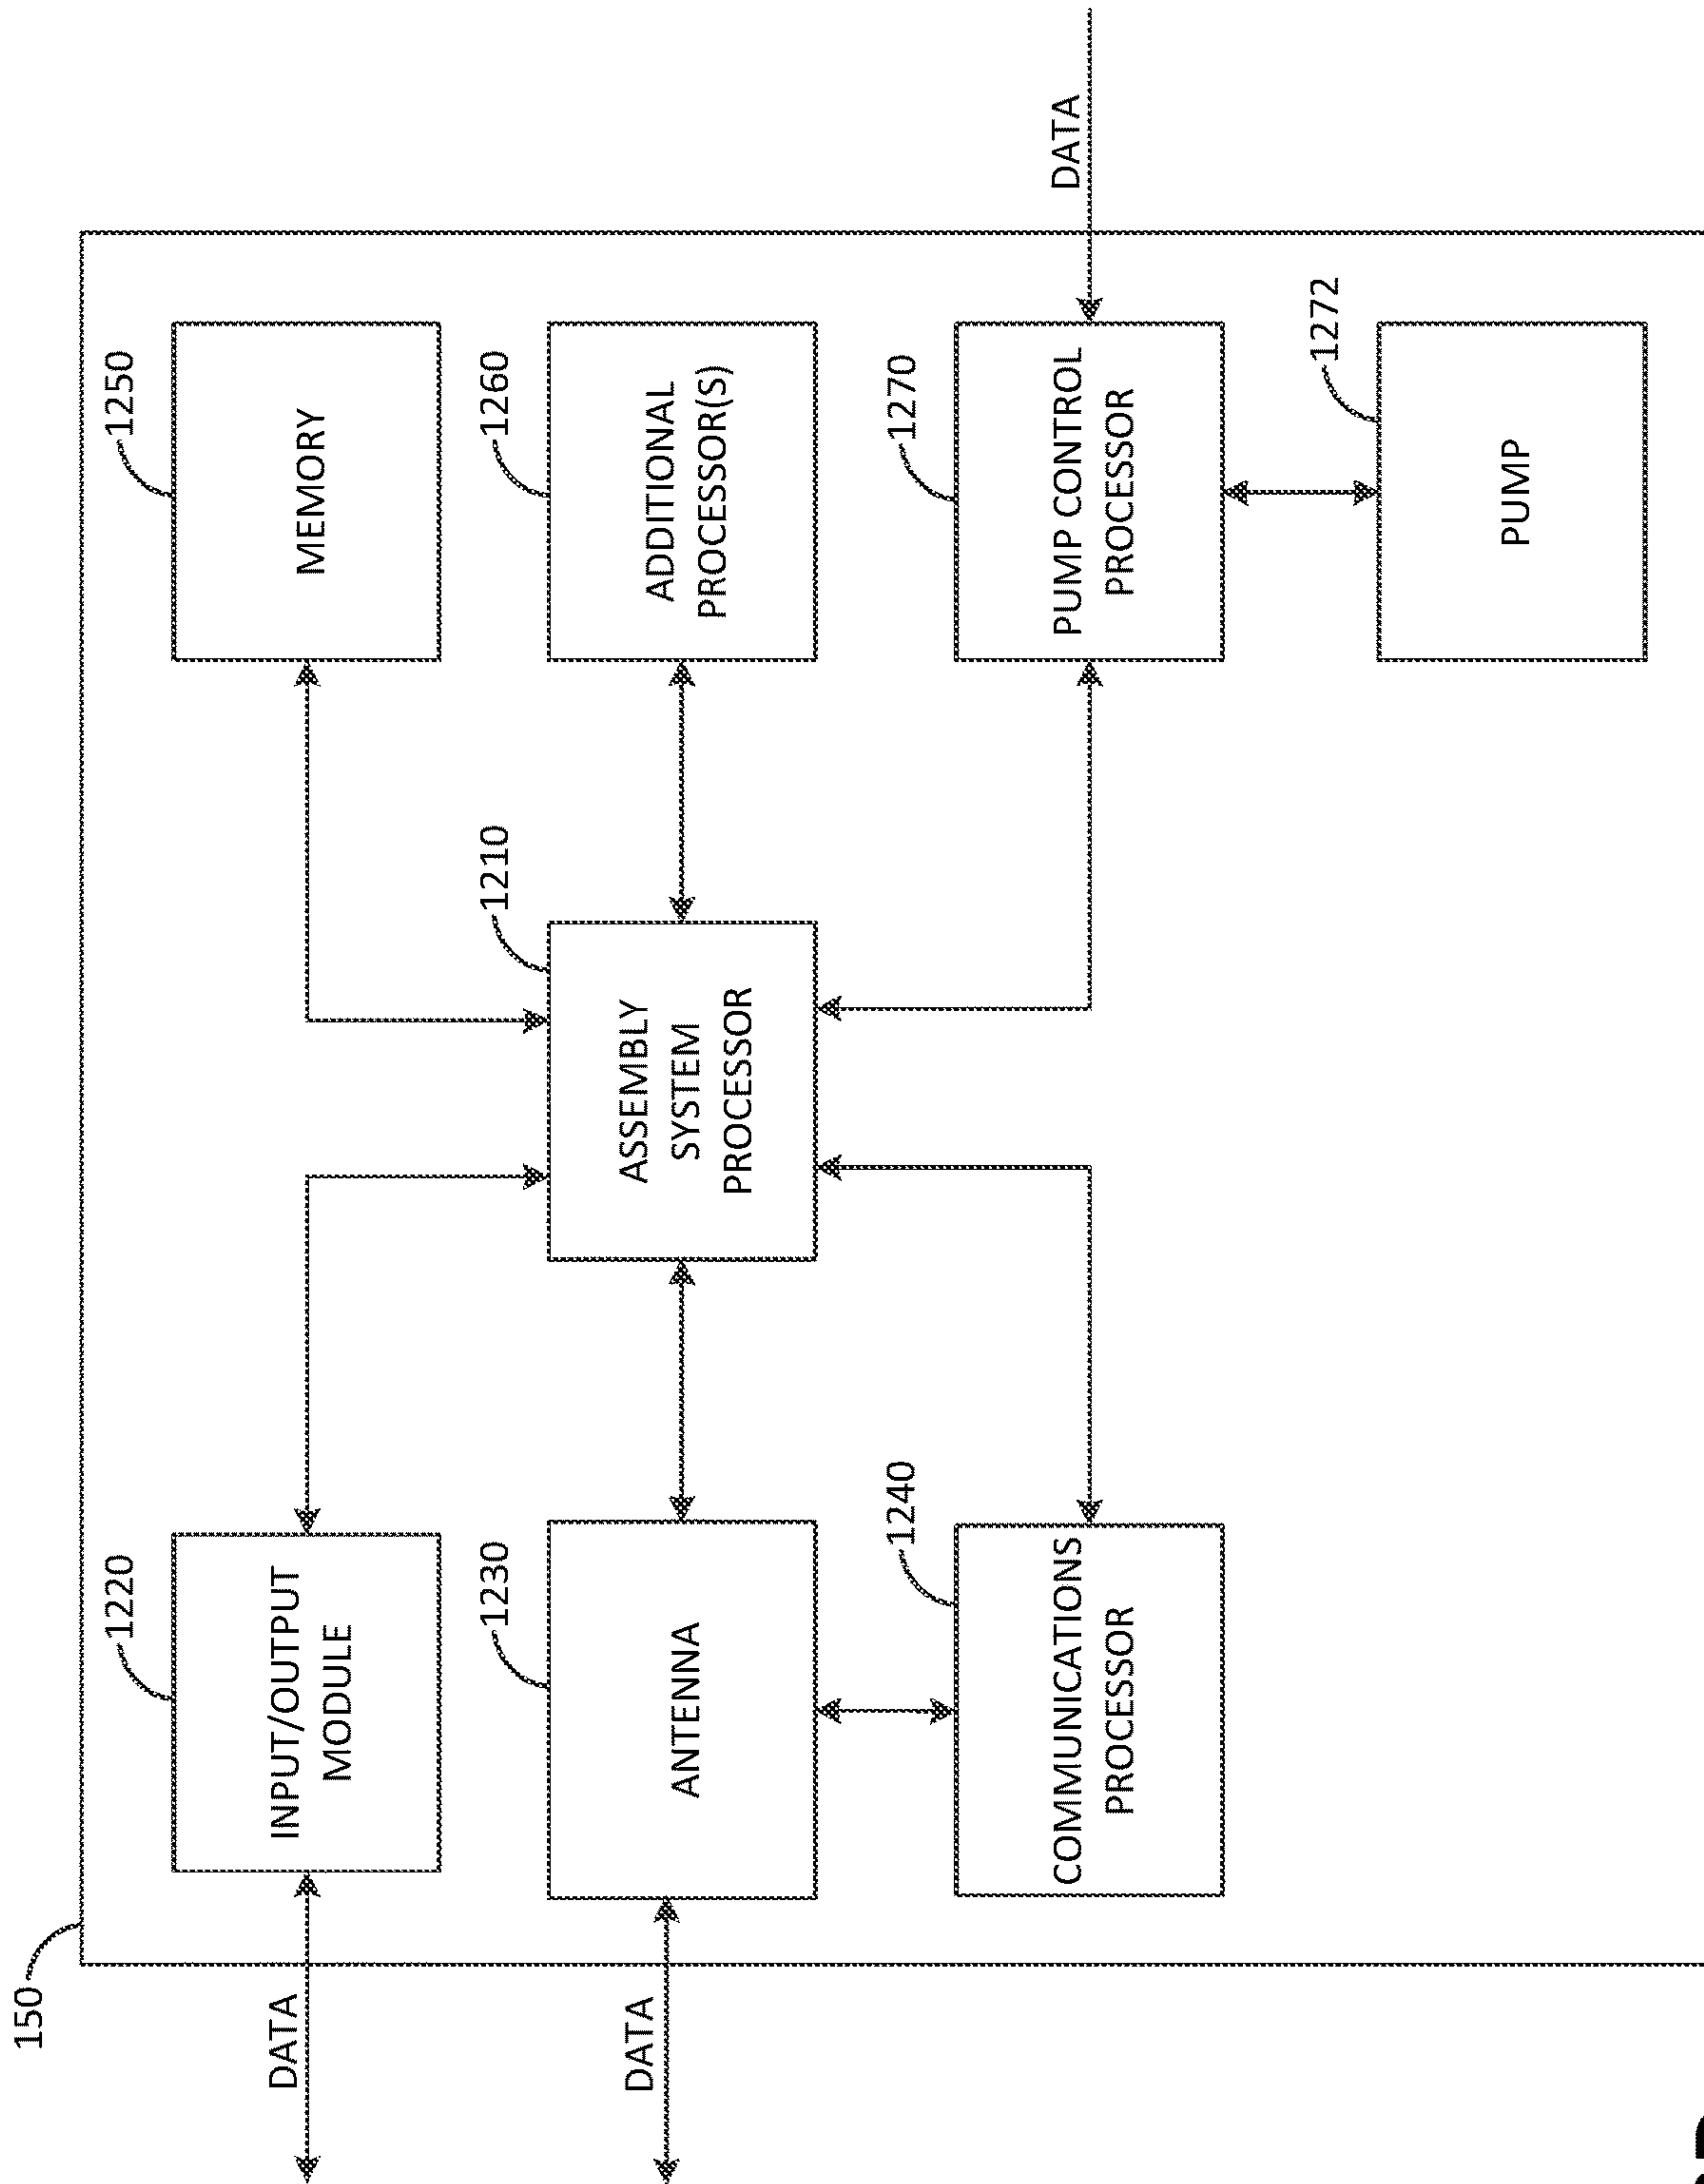 150
1220
1250
DATA
INPUT/OUTPUT
MODULE
MEMORY
1230
1210
1260
DATA
ANTENNA
ASSEMBLY
SYSTEM
PROCESSOR
ADDITIONAL
PROCESSOR(S)
1240
1270
COMMUNICATIONS
PROCESSOR
PUMP CONTROL
PROCESSOR
DATA
1272
PUMP